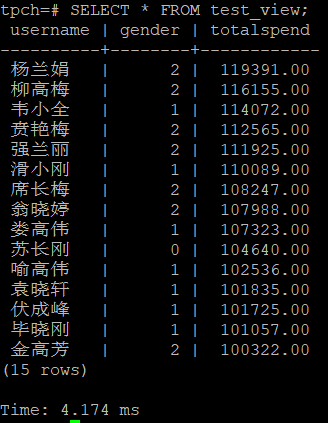 tpch=# SELECT * FROM test_view;
 username | gender | totalspend
----------+--------+------------
 杨兰娟   |      2 |  119391.00
 柳高梅   |      2 |  116155.00
 韦小全   |      1 |  114072.00
 贲艳梅   |      2 |  112565.00
 强兰丽   |      2 |  111925.00
 滑小刚   |      1 |  110089.00
 席长梅   |      2 |  108247.00
 翁晓婷   |      2 |  107988.00
 娄高伟   |      1 |  107323.00
 苏长刚   |      0 |  104640.00
 喻高伟   |      1 |  102536.00
 袁晓轩   |      1 |  101835.00
 伏成峰   |      1 |  101725.00
 毕晓刚   |      1 |  101057.00
 金高芳   |      2 |  100322.00
(15 rows)
Time: 4.174 ms